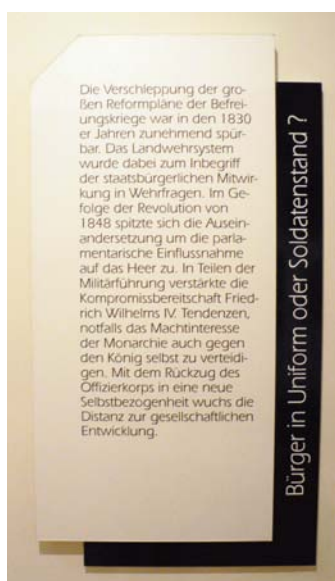 Die Verschleppung der gro-
ßen Reformpläne der Befrei-
ungskriege war in den 1830
er Jahren zunehmend spür-
bar. Das Landwehrsystem
wurde dabei zum Inbegriff
der staatsbürgerlichen Mitwir-
kung in Wehrfragen. Im Ge-
folge der Revolution von
1848 spitzte sich die Ausein-
andersetzung um die parla-
mentarische Einflussnahme
auf das Heer zu. In Teilen der
Militärführung verstärkte die
Kompromissbereitschaft Fried-
rich Wilhelms IV. Tendenzen,
notfalls das Machtinteresse
der Monarchie auch gegen
den König selbst zu verteidi-
gen. Mit dem Rückzug des
Offizierkorps in eine neue
Selbstbezogenheit wuchs die
Distanz zur gesellschaftlichen
Entwicklung.
Bürger in Uniform oder Soldatenstand ?